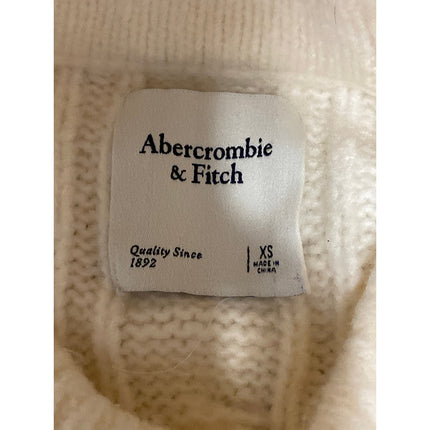 Abercrombie
& Fitch
Quality Since
1892
XS
MADE IN
CHINA